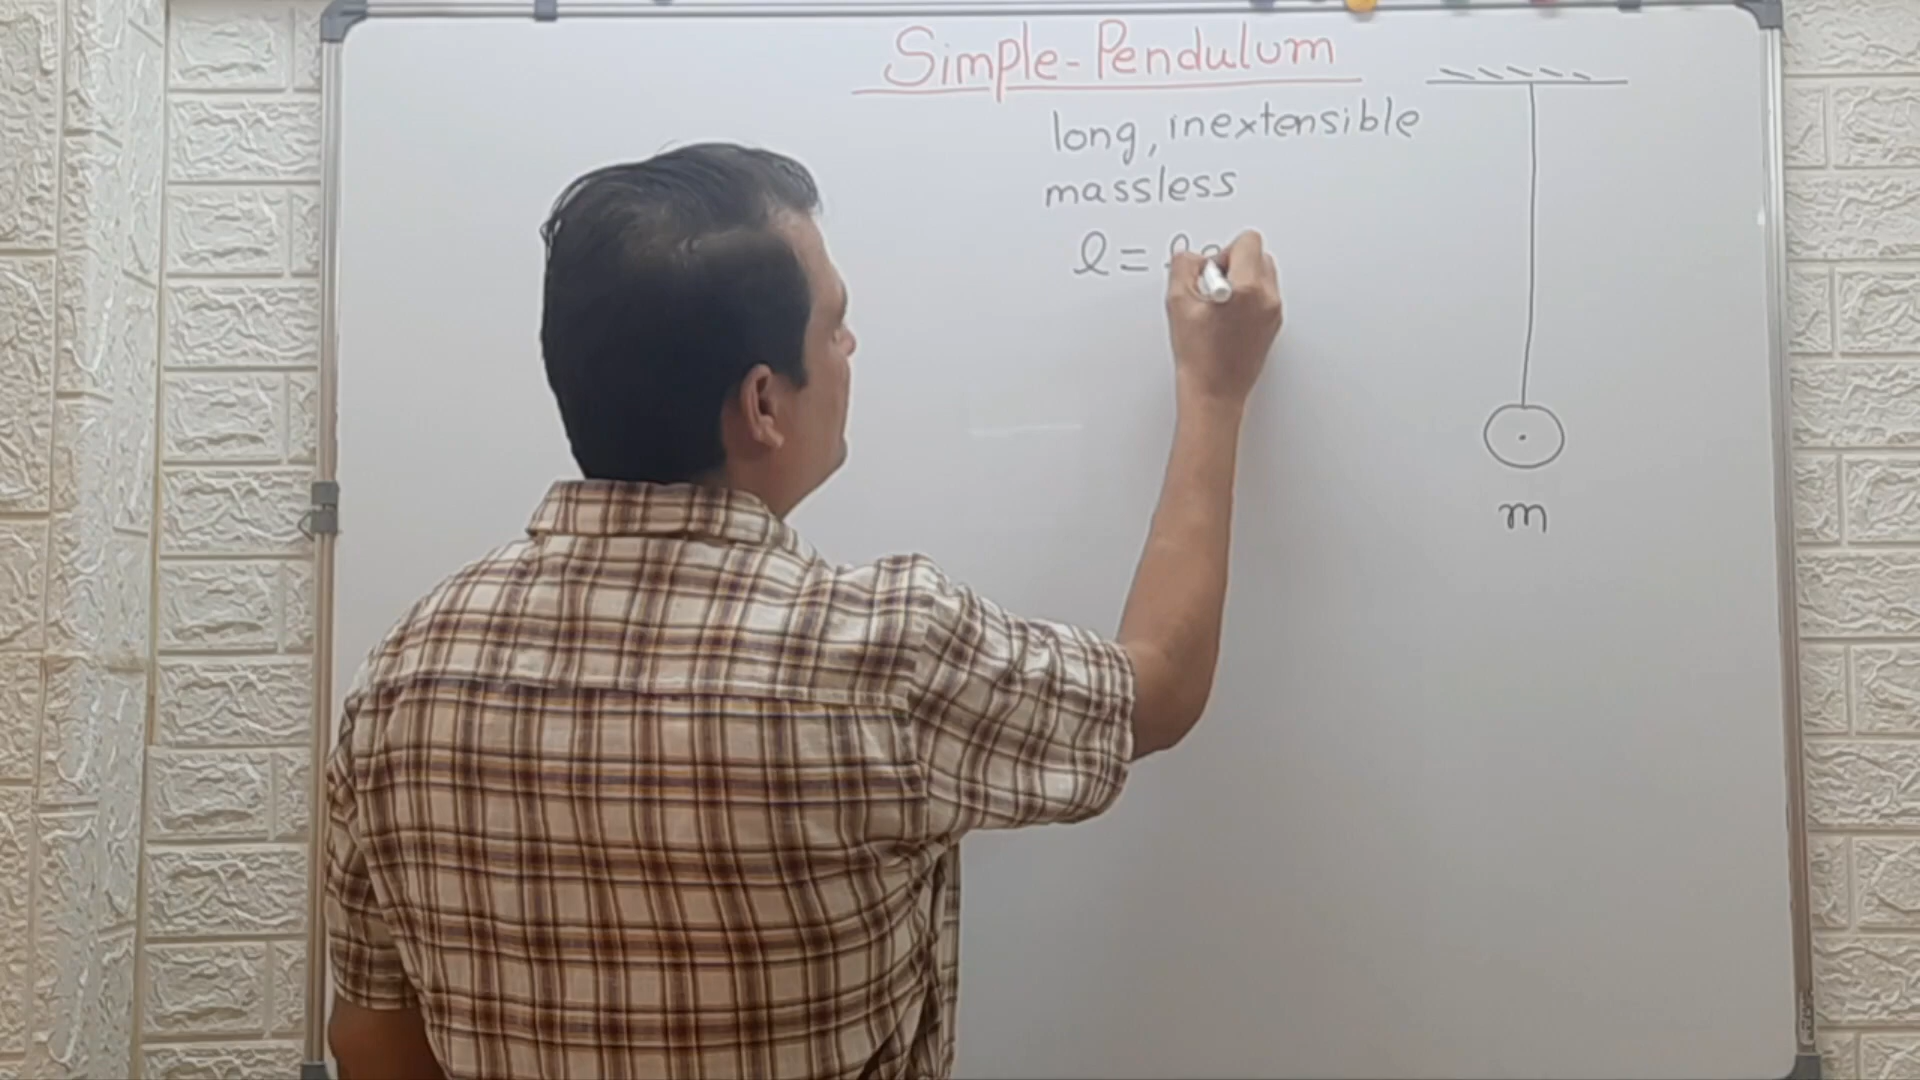 Simple-Pendulum
long, inextensible
massless
l =
m